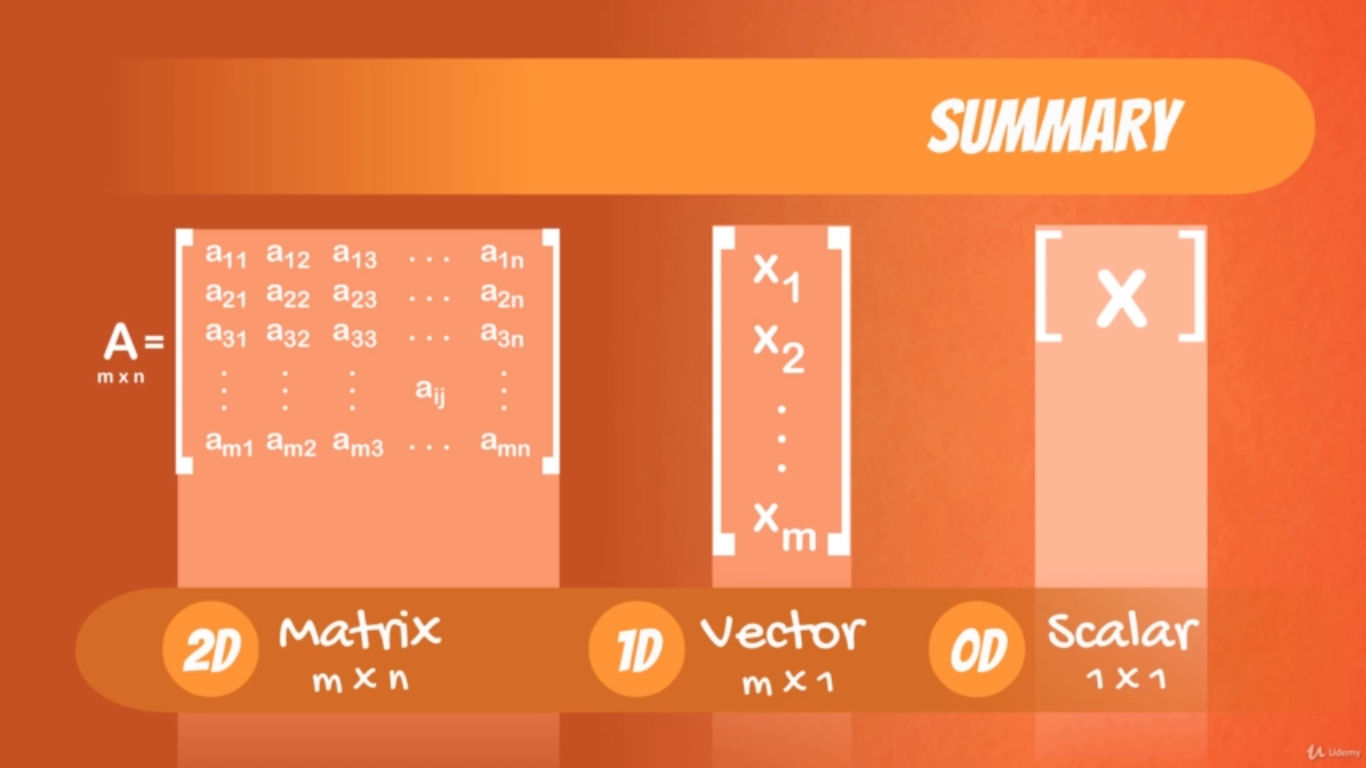 SUMMARY
A =
m x n
a11 a12 a13 ... a1n
a21 a22 a23 ... a2n
a31 a32 a33 ... a3n
⋮ ⋮ ⋮ aij ⋮
am1 am2 am3 ... amn
x1
x2
⋮
xm
X
2D Matrix
m x n
1D Vector
m x 1
0D Scalar
1 x 1
Udemy